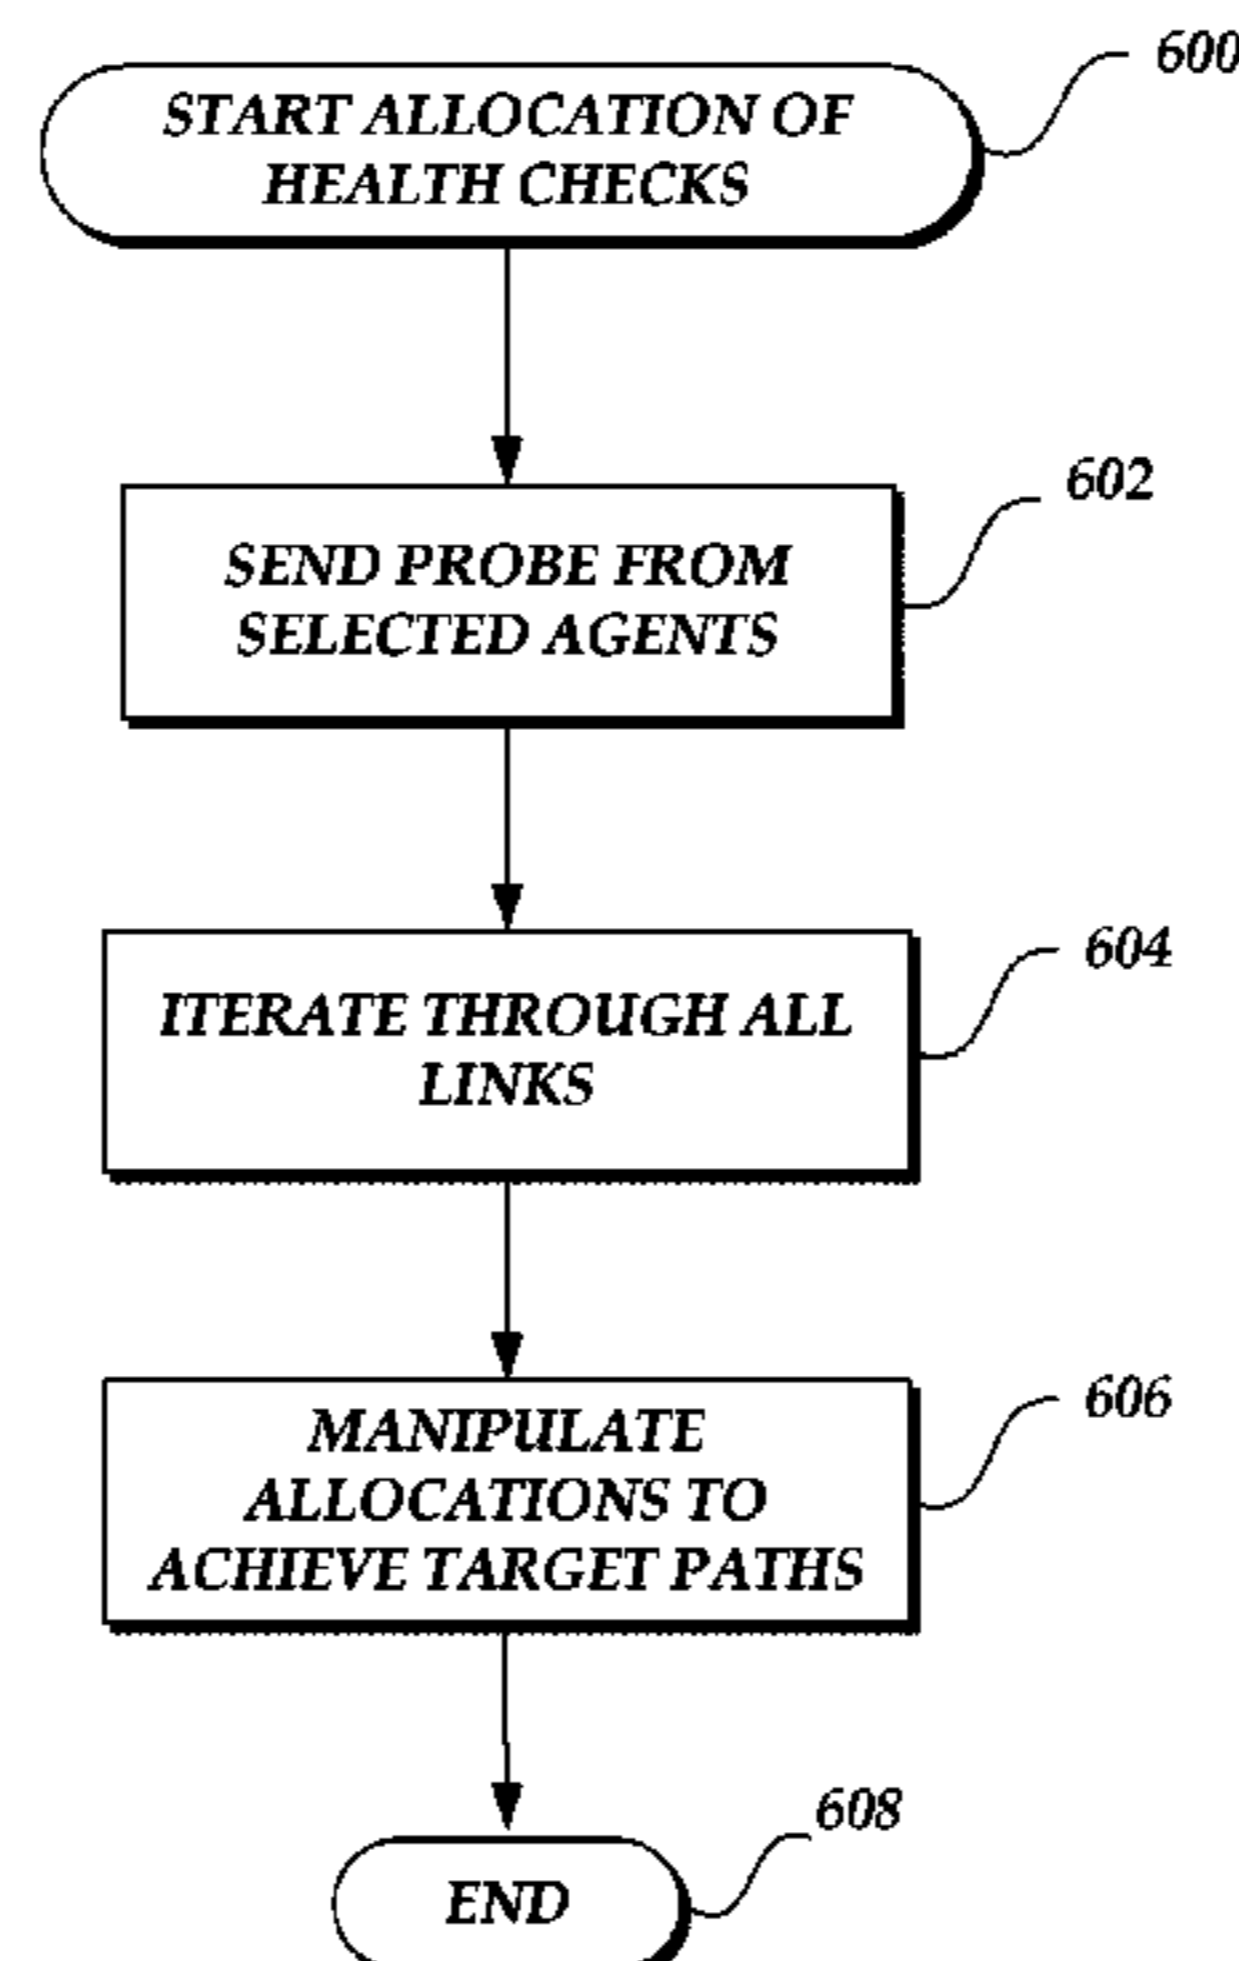 600
START ALLOCATION OF
HEALTH CHECKS
602
SEND PROBE FROM
SELECTED AGENTS
604
ITERATE THROUGH ALL
LINKS
606
MANIPULATE
ALLOCATIONS TO
ACHIEVE TARGET PATHS
608
END